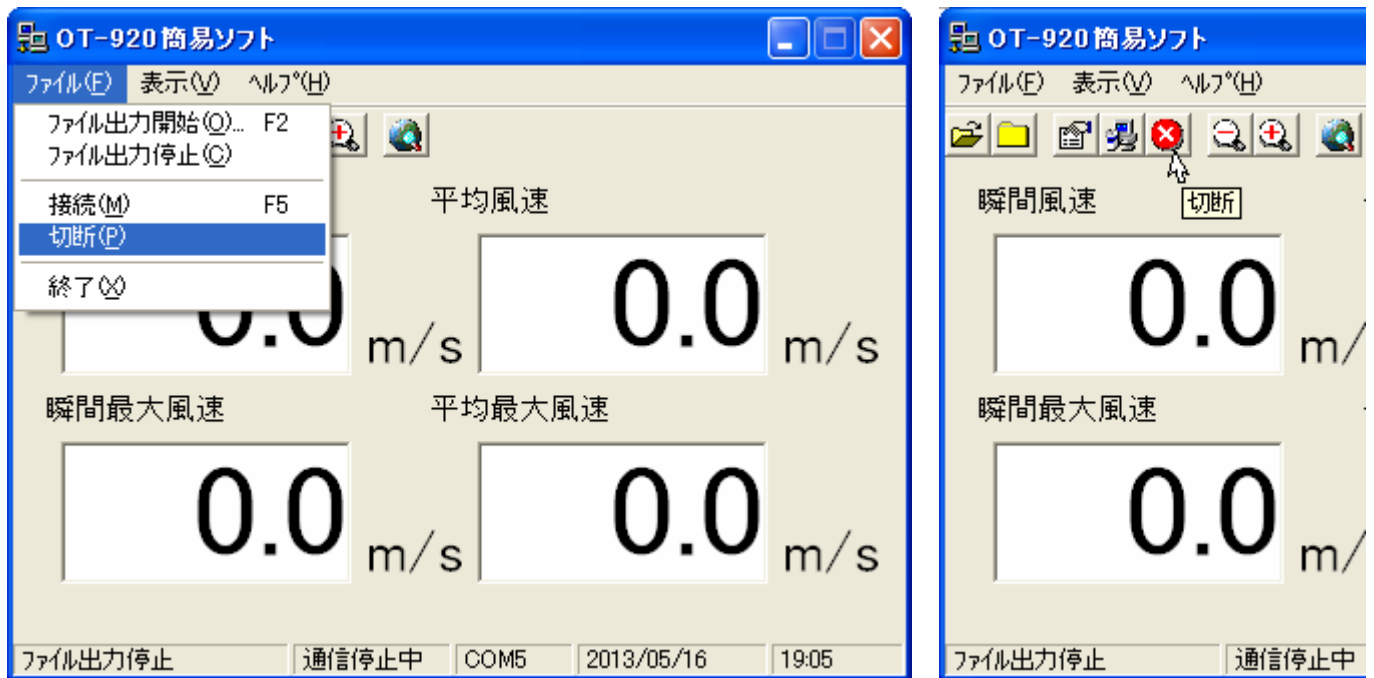 OT-920簡易ソフト
ファイル(F) 表示(V) ヘルプ(H)
ファイル出力開始(O)... F2
ファイル出力停止(C)
接続(M) F5
切断(P)
終了(X)
平均風速
0.0 m/s
0.0 m/s
瞬間最大風速
平均最大風速
0.0 m/s
0.0 m/s
ファイル出力停止 通信停止中 COM5 2013/05/16 19:05
OT-920簡易ソフト
ファイル(F) 表示(V) ヘルプ(H)
切断
瞬間風速
0.0 m/
瞬間最大風速
0.0 m/
ファイル出力停止 通信停止中